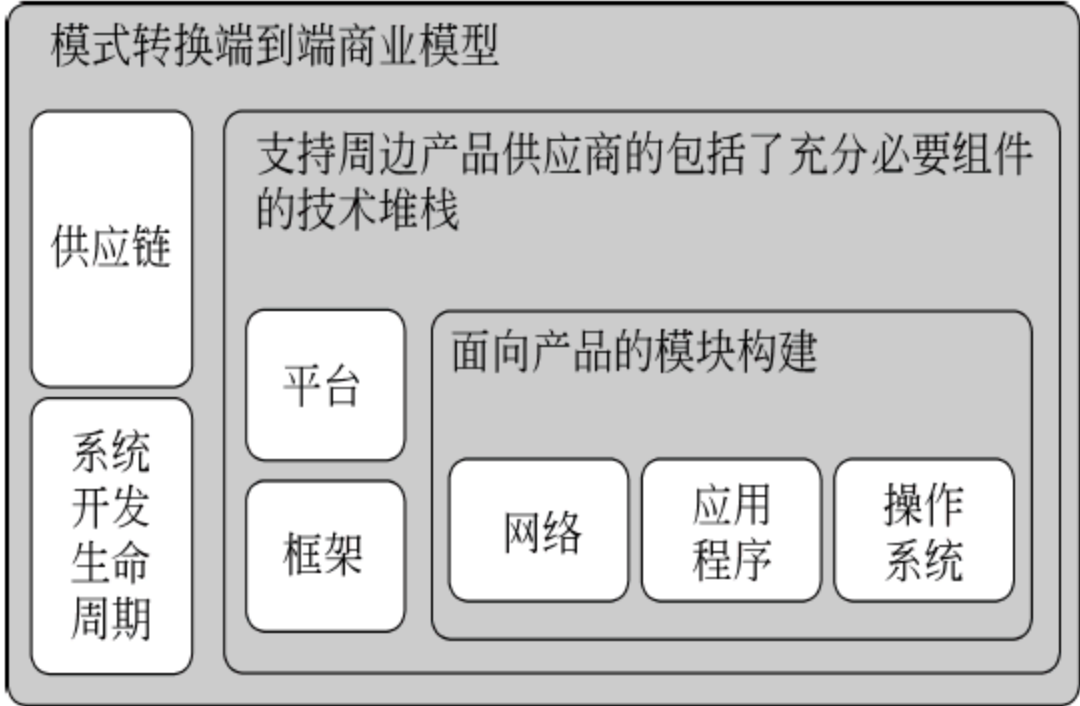 模式转换端到端商业模型
供应链
系统
开发
生命
周期
支持周边产品供应商的包括了充分必要组件
的技术堆栈
平台
框架
面向产品的模块构建
网络
应用
程序
操作
系统